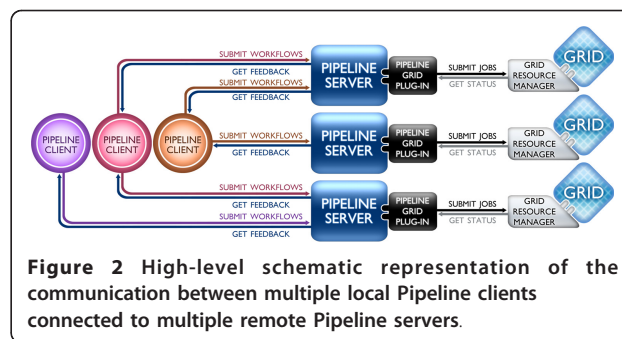 SUBMIT WORKFLOWS
GET FEEDBACK
SUBMIT WORKFLOWS
GET FEEDBACK
PIPELINE
SERVER
PIPELINE
GRID
PLUG-IN
SUBMIT JOBS
GET STATUS
GRID
RESOURCE
MANAGER
GRID
PIPELINE
CLIENT
PIPELINE
CLIENT
PIPELINE
CLIENT
SUBMIT WORKFLOWS
GET FEEDBACK
PIPELINE
SERVER
PIPELINE
GRID
PLUG-IN
SUBMIT JOBS
GET STATUS
GRID
RESOURCE
MANAGER
GRID
SUBMIT WORKFLOWS
GET FEEDBACK
SUBMIT WORKFLOWS
GET FEEDBACK
PIPELINE
SERVER
PIPELINE
GRID
PLUG-IN
SUBMIT JOBS
GET STATUS
GRID
RESOURCE
MANAGER
GRID
Figure 2 High-level schematic representation of the
communication between multiple local Pipeline clients
connected to multiple remote Pipeline servers.